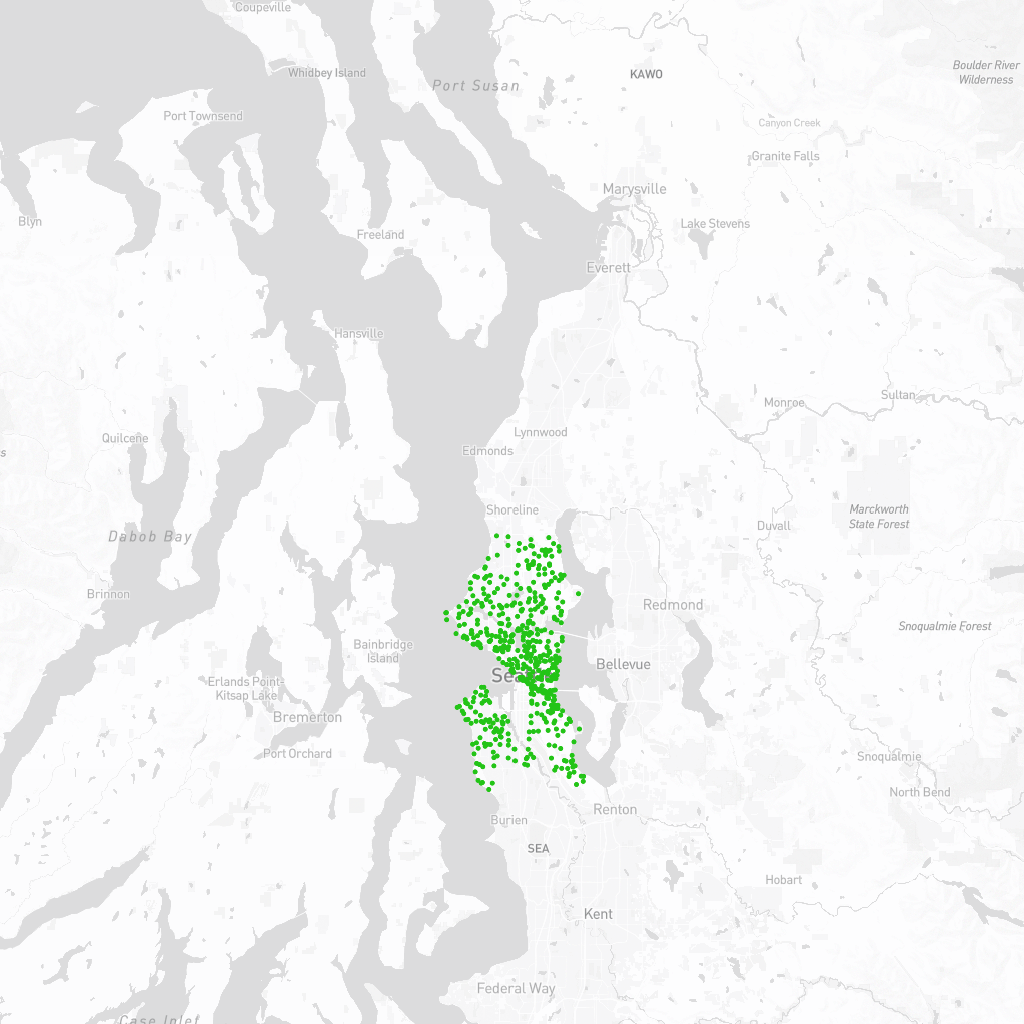 Coupeville
Whidbey Island
KAWO
Boulder River
Wilderness
Port Susan
Port Townsend
Canyon Creek
Granite Falls
Marysville
Blyn
Freeland
Lake Stevens
Everett
Hansville
Monroe
Sultan
Quilcene
Lynnwood
Edmonds
Shoreline
Marckworth
State Forest
Duvall
Dabob Bay
Brinnon
Redmond
Snoqualmie Forest
Bainbridge
Island
Bellevue
Erlands Point-
Kitsap Lake
Bremerton
Port Orchard
Snoqualmie
North Bend
Renton
Burien
SEA
Hobart
Kent
Federal Way
Case Inlet